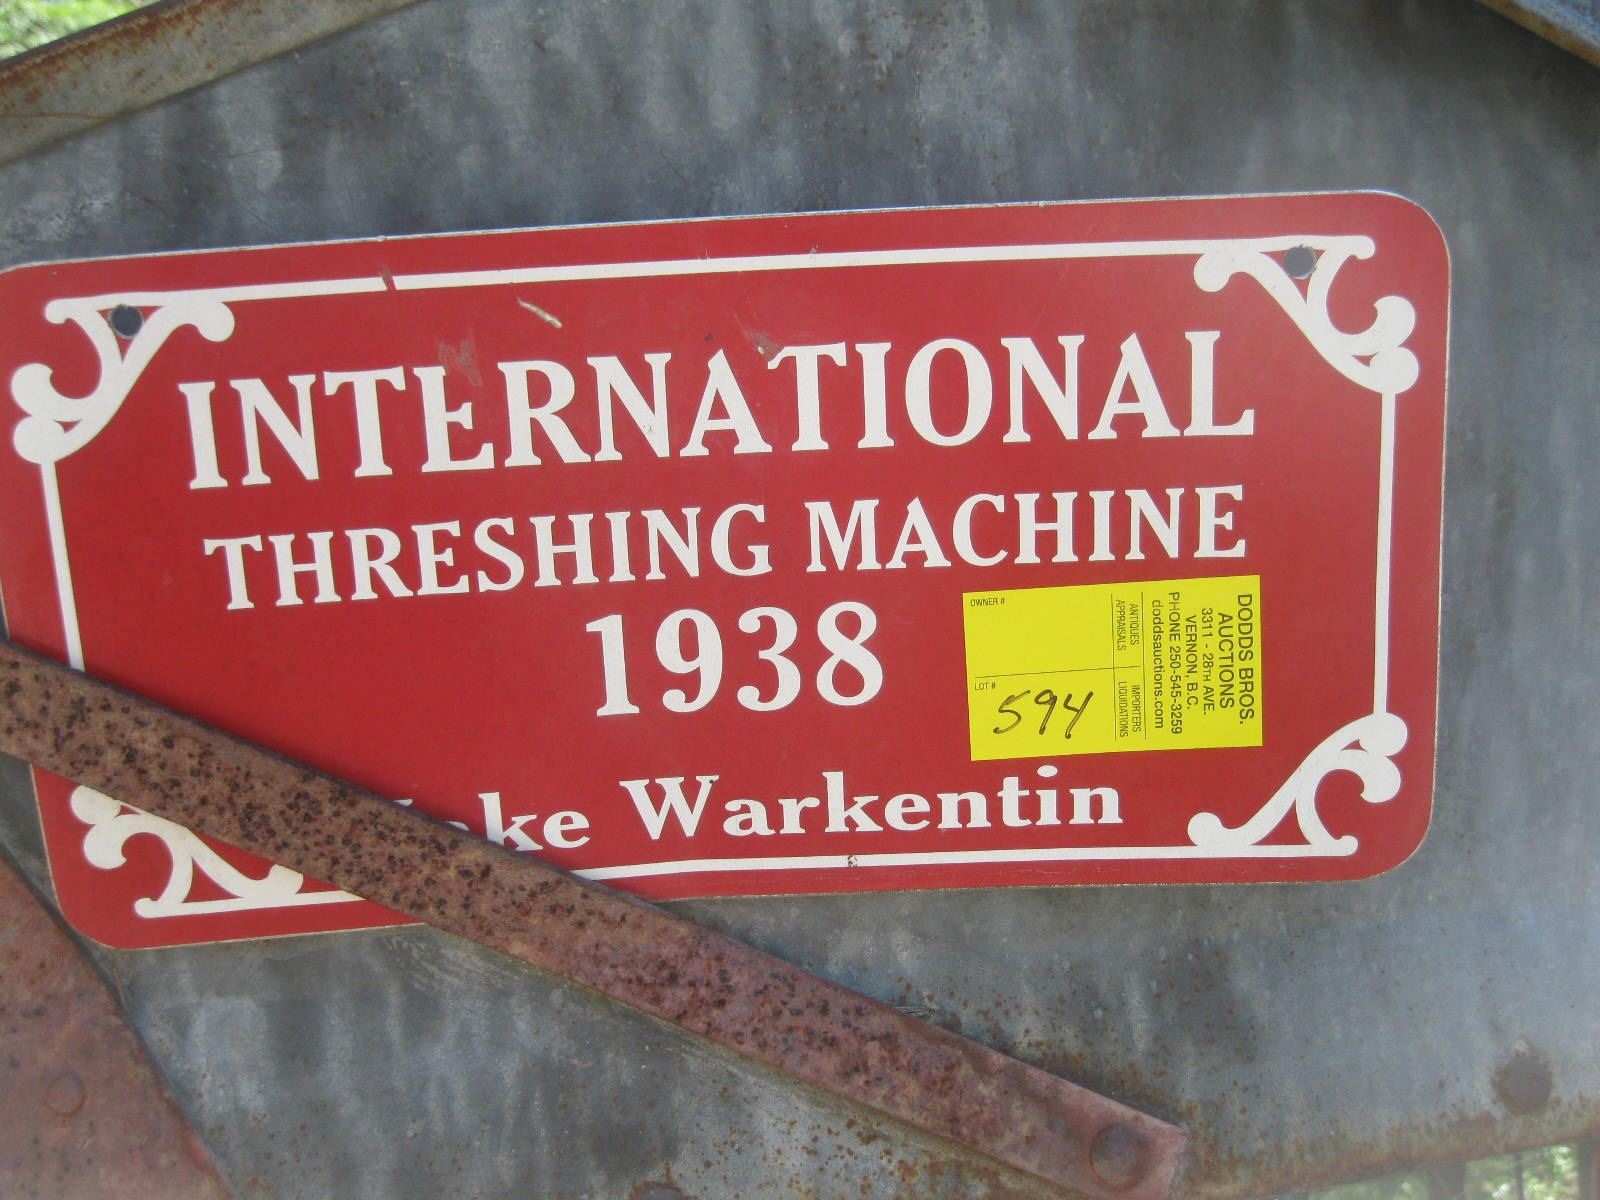 INTERNATIONAL
THRESHING MACHINE
1938
Warkentin
OWNER #
LOT #
594
ANTIQUES
APPRAISALS
IMPORTERS
LIQUIDATIONS
DODDS BROS.
AUCTIONS
3311 - 28TH AVE.
VERNON, B.C.
PHONE 250-545-3259
doddsauctions.com